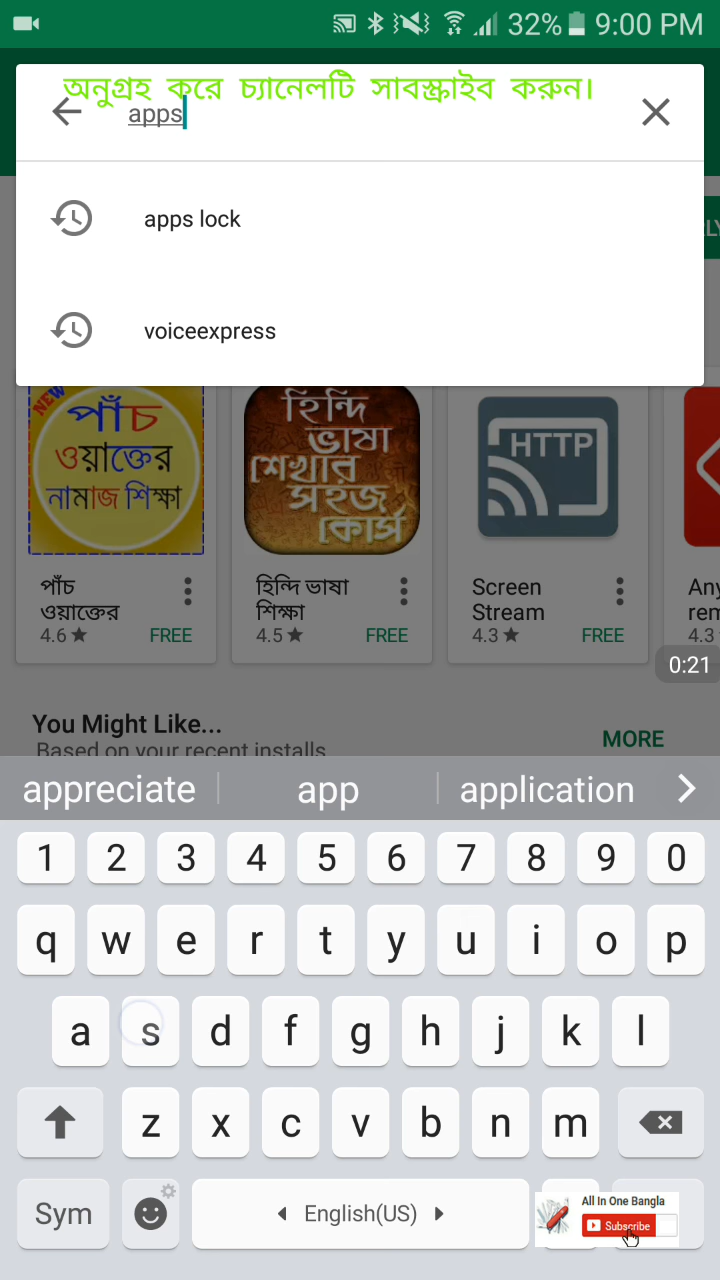 32% 9:00 PM
অনুগ্রহ করে চ্যানেলটি সাবস্ক্রাইব করুন।
apps
apps lock
voiceexpress
NEW
পাঁচ
ওয়াক্তের
নামাজ শিক্ষা
হিন্দি
ভাষা
শেখার
সহজ
কোর্স
HTTP
পাঁচ
ওয়াক্তের
4.6 ★ FREE
হিন্দি ভাষা
শিক্ষা
4.5 ★ FREE
Screen
Stream
4.3 ★ FREE
Any
rem
4.3
0:21
You Might Like...
Based on your recent installs
MORE
appreciate app application
1 2 3 4 5 6 7 8 9 0
q w e r t y u i o p
a s d f g h j k l
z x c v b n m
Sym English(US)
All In One Bangla
Subscribe